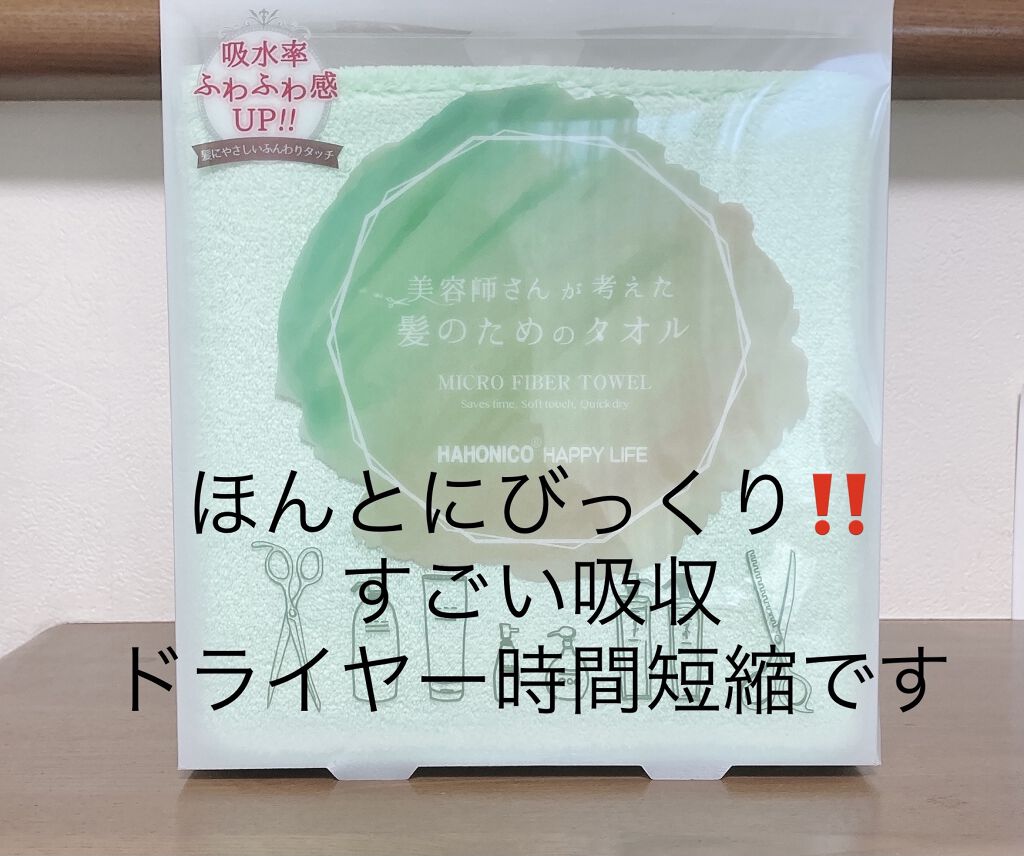 吸水率
ふわふわ感
UP!!
髪にやさしいふんわりタッチ
美容師さんが考えた
髪のためのタオル
MICRO FIBER TOWEL
Saves time, Soft touch, Quick dry
HAHONICO® HAPPY LIFE
ほんとにびっくり‼️
すごい吸収
ドライヤー時間短縮です